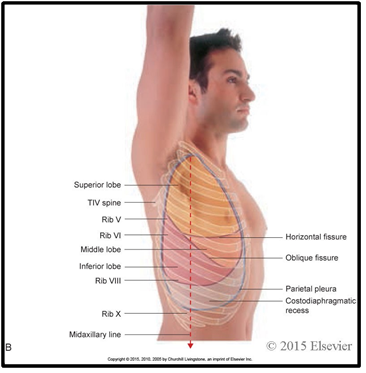 Superior lobe
TIV spine
Rib V
Rib VI
Middle lobe
Inferior lobe
Rib VIII
Rib X
Midaxillary line
Horizontal fissure
Oblique fissure
Parietal pleura
Costodiaphragmatic
recess
B
© 2015 Elsevier
Copyright © 2015, 2010, 2005 by Churchill Livingstone, an imprint of Elsevier Inc.